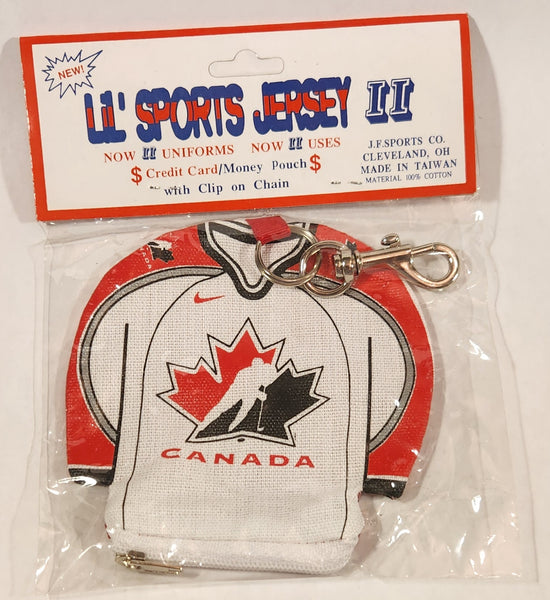 NEW!
LIL' SPORTS JERSEY II
NOW II UNIFORMS NOW II USES
$ Credit Card/Money Pouch $
with Clip on Chain
J.F.SPORTS CO.
CLEVELAND, OH
MADE IN TAIWAN
MATERIAL 100% COTTON
CANADA
CANADA